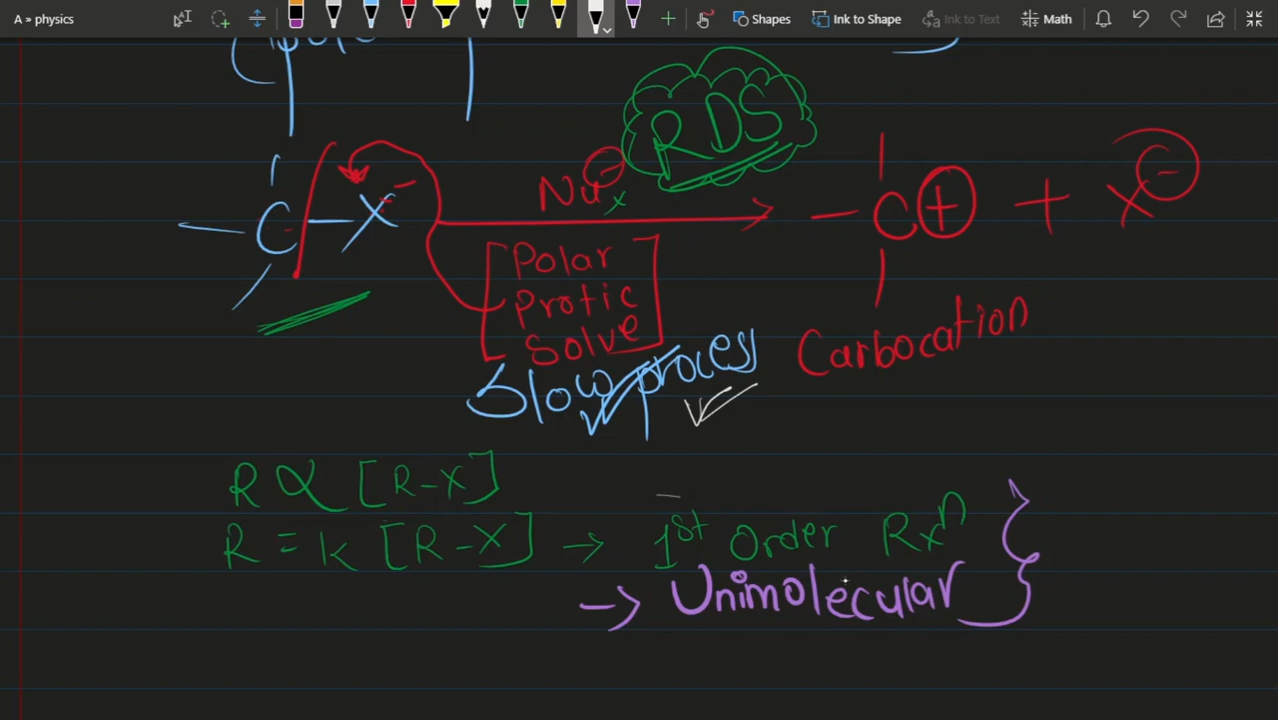 A » physics
Shapes
Ink to Shape
Ink to Text
Math
RDS
C - X
Nu⊖
x
C ⊕ + X⊖
[Polar
Protic
Solve]
Carbocation
Slow process
R ∝ [R-X]
R = K [R-X] → 1st Order Rxn
→ Unimolecular